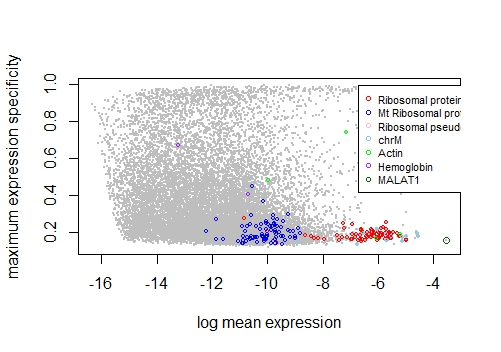 maximum expression specificity
1.0
0.8
0.6
0.4
0.2
Ribosomal protein
Mt Ribosomal prot
Ribosomal pseudo
chrM
Actin
Hemoglobin
MALAT1
-16 -14 -12 -10 -8 -6 -4
log mean expression